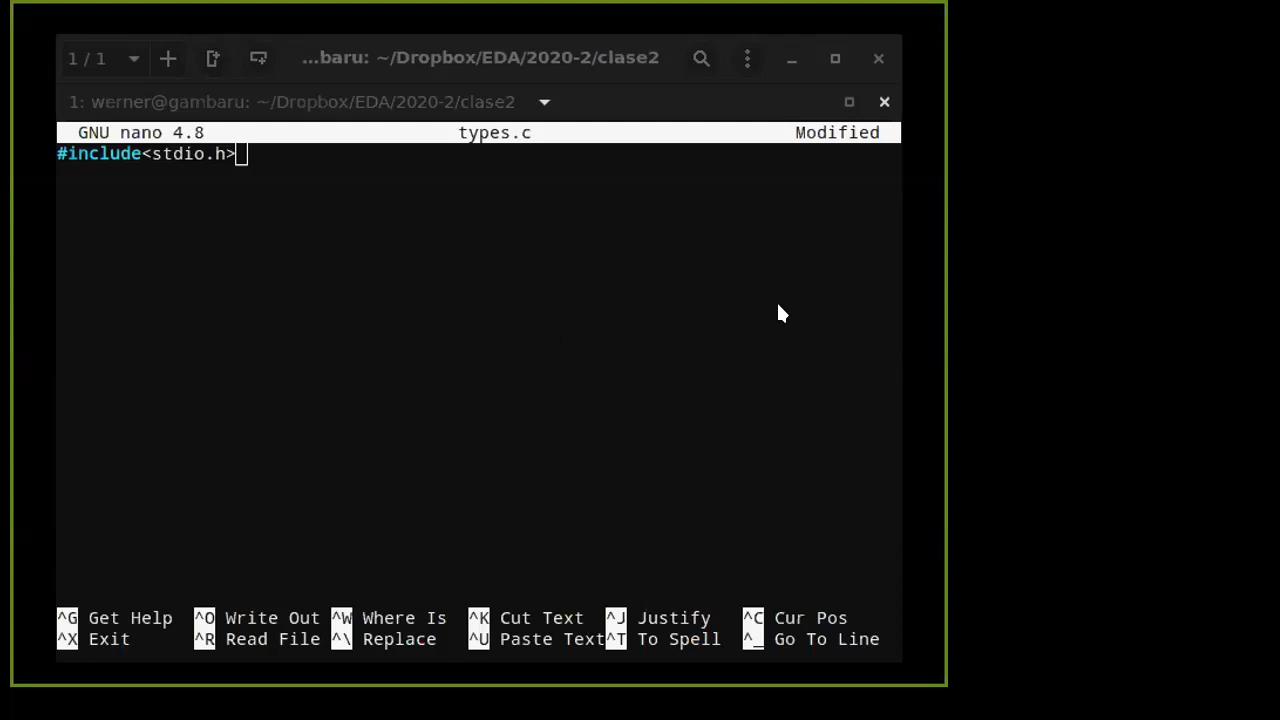 1 / 1
...baru: ~/Dropbox/EDA/2020-2/clase2
1: werner@gambaru: ~/Dropbox/EDA/2020-2/clase2
GNU nano 4.8 types.c Modified
#include<stdio.h>
^G Get Help ^O Write Out ^W Where Is ^K Cut Text ^J Justify ^C Cur Pos
^X Exit ^R Read File ^\ Replace ^U Paste Text ^T To Spell ^_ Go To Line